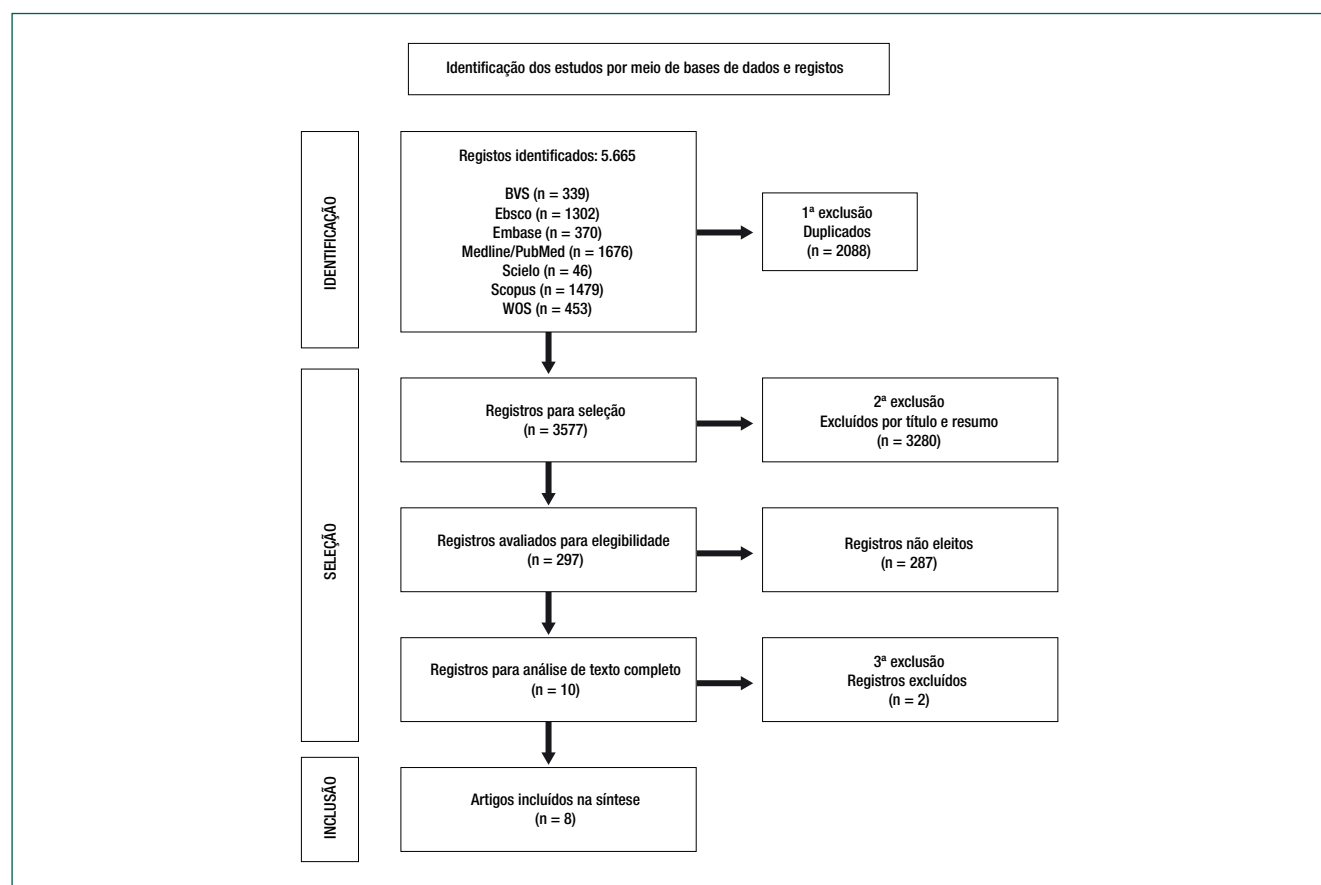 Identificação dos estudos por meio de bases de dados e registos
IDENTIFICAÇÃO
Registos identificados: 5.665
BVS (n = 339)
Ebsco (n = 1302)
Embase (n = 370)
Medline/PubMed (n = 1676)
Scielo (n = 46)
Scopus (n = 1479)
WOS (n = 453)
1ª exclusão
Duplicados
(n = 2088)
SELEÇÃO
Registros para seleção
(n = 3577)
2ª exclusão
Excluídos por título e resumo
(n = 3280)
Registros avaliados para elegibilidade
(n = 297)
Registros não eleitos
(n = 287)
Registros para análise de texto completo
(n = 10)
3ª exclusão
Registros excluídos
(n = 2)
INCLUSÃO
Artigos incluídos na síntese
(n = 8)